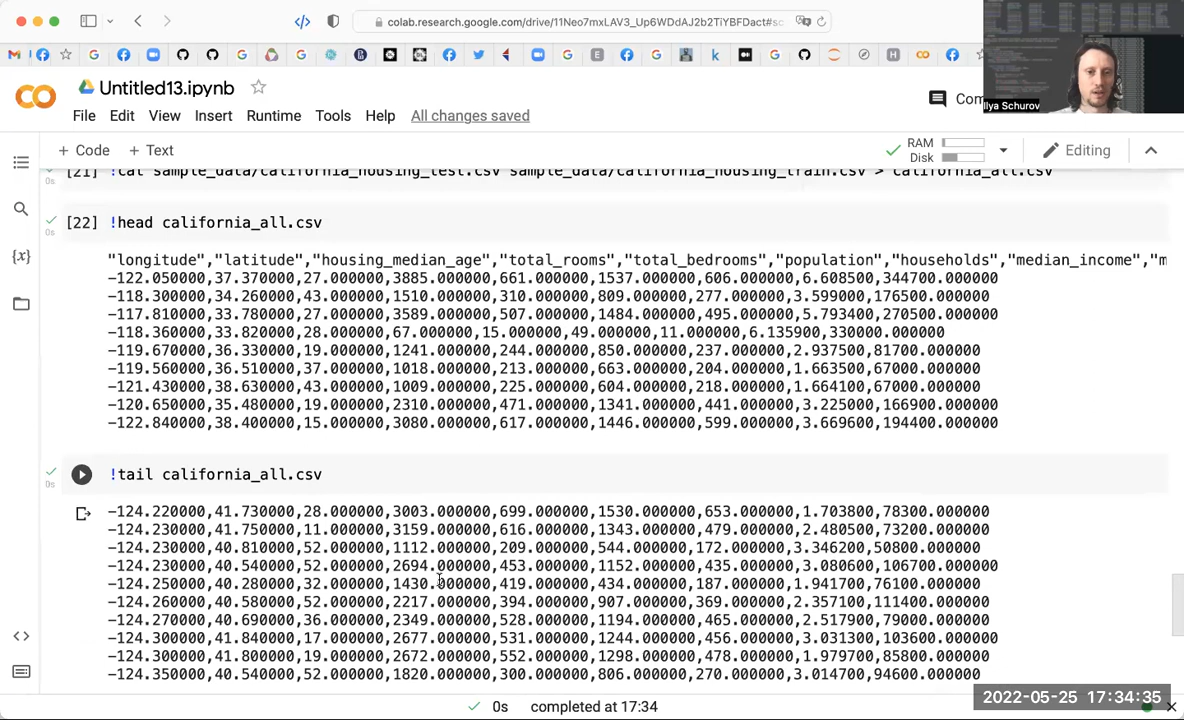 colab.research.google.com/drive/11Neo7mxLAV3_Up6WDdAJ2b2TiYBFDact#sc
Untitled13.ipynb
Com
Ilya Schurov
File Edit View Insert Runtime Tools Help All changes saved
+ Code + Text
RAM
Disk
Editing
[21] !cat sample_data/california_housing_test.csv sample_data/california_housing_train.csv > california_all.csv
0s
[22] !head california_all.csv
0s
"longitude","latitude","housing_median_age","total_rooms","total_bedrooms","population","households","median_income","m
-122.050000,37.370000,27.000000,3885.000000,661.000000,1537.000000,606.000000,6.608500,344700.000000
-118.300000,34.260000,43.000000,1510.000000,310.000000,809.000000,277.000000,3.599000,176500.000000
-117.810000,33.780000,27.000000,3589.000000,507.000000,1484.000000,495.000000,5.793400,270500.000000
-118.360000,33.820000,28.000000,67.000000,15.000000,49.000000,11.000000,6.135900,330000.000000
-119.670000,36.330000,19.000000,1241.000000,244.000000,850.000000,237.000000,2.937500,81700.000000
-119.560000,36.510000,37.000000,1018.000000,213.000000,663.000000,204.000000,1.663500,67000.000000
-121.430000,38.630000,43.000000,1009.000000,225.000000,604.000000,218.000000,1.664100,67000.000000
-120.650000,35.480000,19.000000,2310.000000,471.000000,1341.000000,441.000000,3.225000,166900.000000
-122.840000,38.400000,15.000000,3080.000000,617.000000,1446.000000,599.000000,3.669600,194400.000000
!tail california_all.csv
0s
-124.220000,41.730000,28.000000,3003.000000,699.000000,1530.000000,653.000000,1.703800,78300.000000
-124.230000,41.750000,11.000000,3159.000000,616.000000,1343.000000,479.000000,2.480500,73200.000000
-124.230000,40.810000,52.000000,1112.000000,209.000000,544.000000,172.000000,3.346200,50800.000000
-124.230000,40.540000,52.000000,2694.000000,453.000000,1152.000000,435.000000,3.080600,106700.000000
-124.250000,40.280000,32.000000,1430.000000,419.000000,434.000000,187.000000,1.941700,76100.000000
-124.260000,40.580000,52.000000,2217.000000,394.000000,907.000000,369.000000,2.357100,111400.000000
-124.270000,40.690000,36.000000,2349.000000,528.000000,1194.000000,465.000000,2.517900,79000.000000
-124.300000,41.840000,17.000000,2677.000000,531.000000,1244.000000,456.000000,3.031300,103600.000000
-124.300000,41.800000,19.000000,2672.000000,552.000000,1298.000000,478.000000,1.979700,85800.000000
-124.350000,40.540000,52.000000,1820.000000,300.000000,806.000000,270.000000,3.014700,94600.000000
0s completed at 17:34
2022-05-25 17:34:35